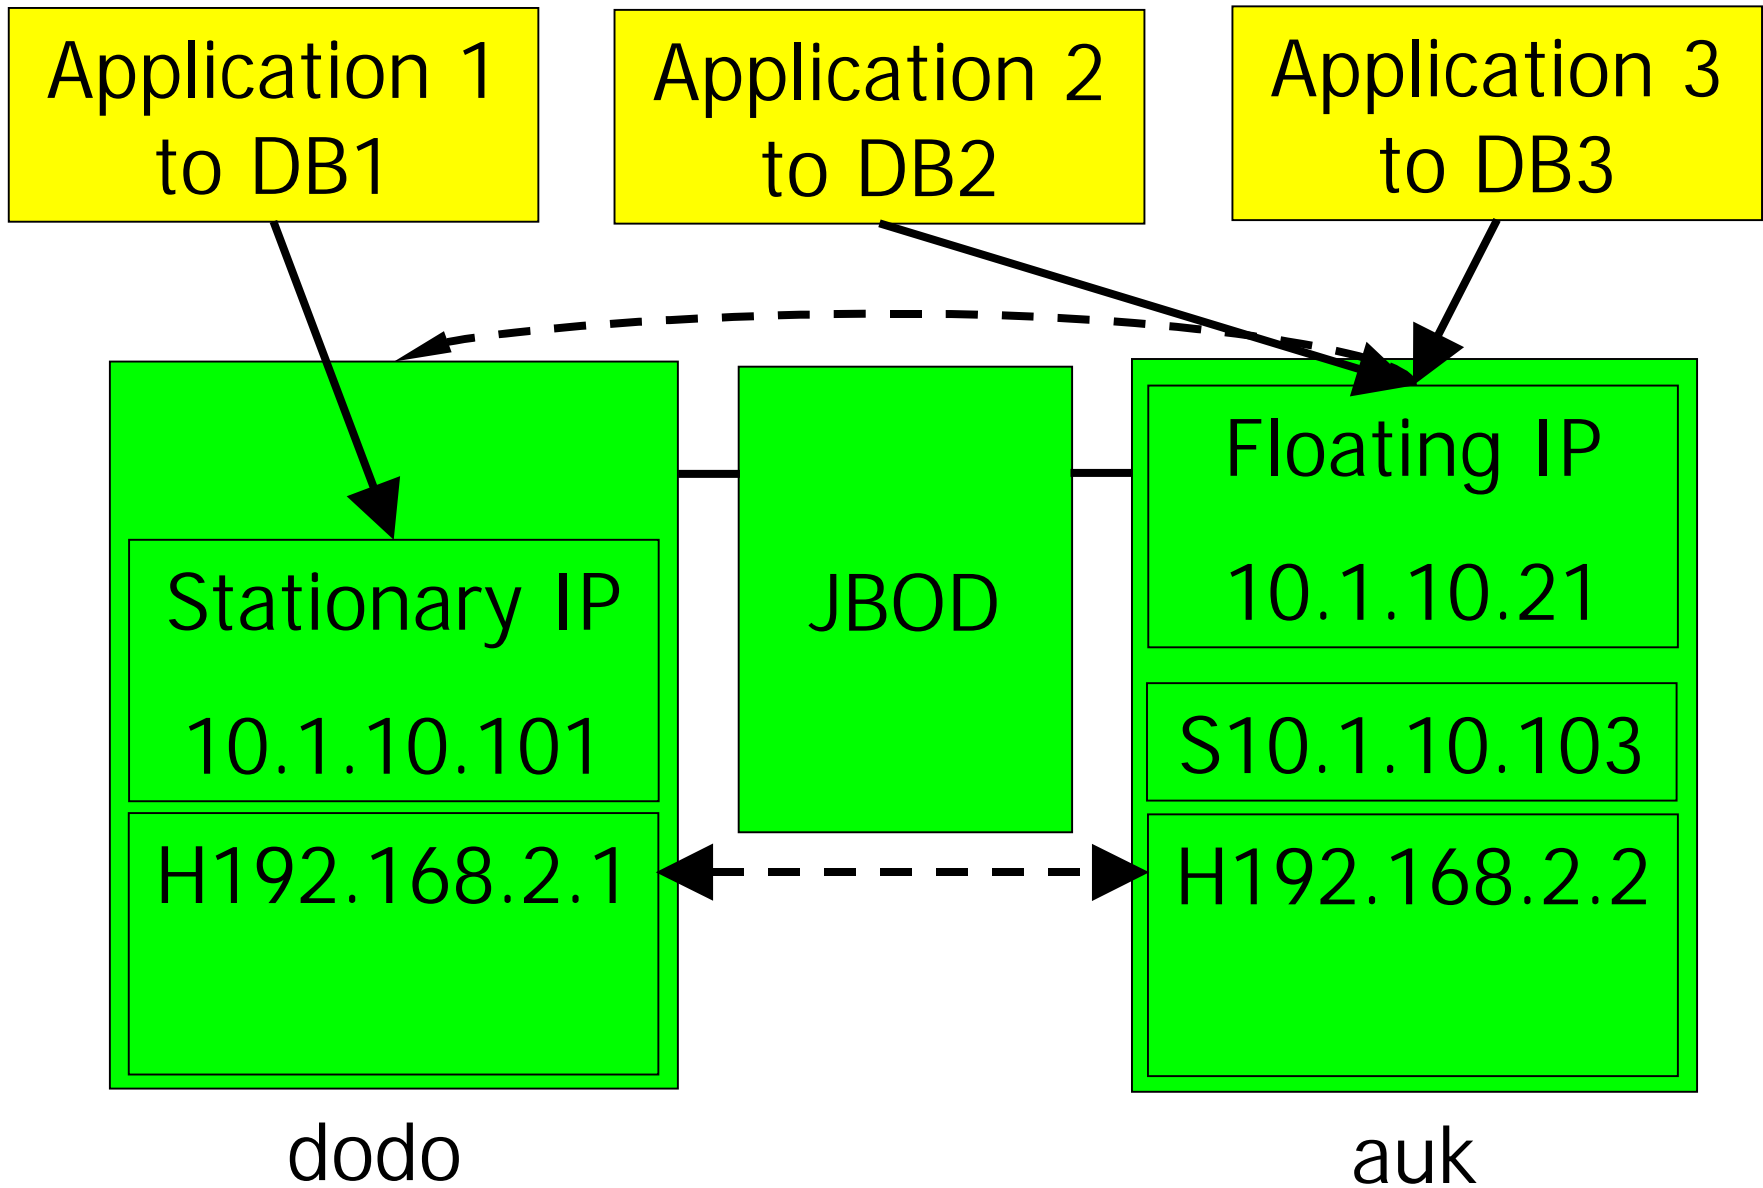 Application 1
to DB1
Application 2
to DB2
Application 3
to DB3
Stationary IP
10.1.10.101
H192.168.2.1
JBOD
Floating IP
10.1.10.21
S10.1.10.103
H192.168.2.2
dodo
auk